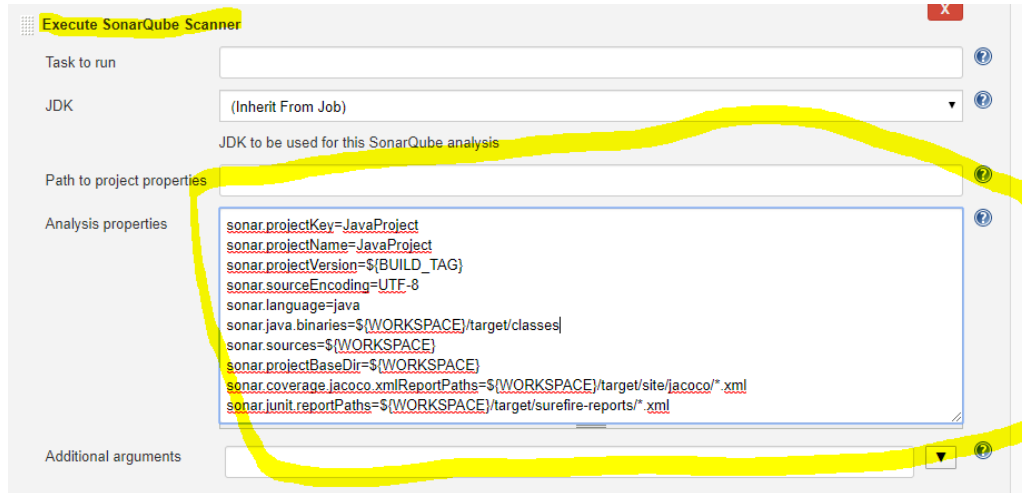 X
Execute SonarQube Scanner
Task to run
JDK
(Inherit From Job)
JDK to be used for this SonarQube analysis
Path to project properties
Analysis properties
sonar.projectKey=JavaProject
sonar.projectName=JavaProject
sonar.projectVersion=${BUILD_TAG}
sonar.sourceEncoding=UTF-8
sonar.language=java
sonar.java.binaries=${WORKSPACE}/target/classes
sonar.sources=${WORKSPACE}
sonar.projectBaseDir=${WORKSPACE}
sonar.coverage.jacoco.xmlReportPaths=${WORKSPACE}/target/site/jacoco/*.xml
sonar.junit.reportPaths=${WORKSPACE}/target/surefire-reports/*.xml
Additional arguments